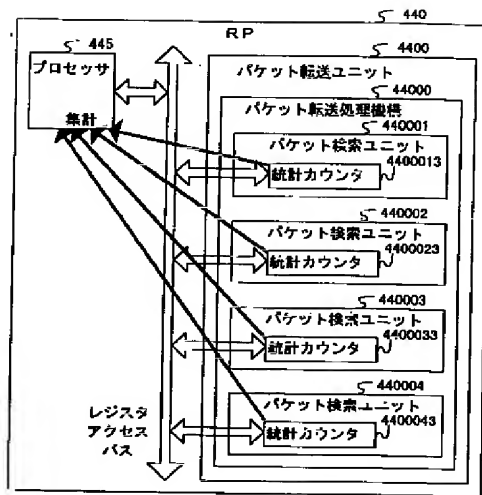 440
RP
445
プロセッサ
集計
4400
パケット転送ユニット
44000
パケット転送処理機構
440001
パケット検索ユニット
統計カウンタ
4400013
440002
パケット検索ユニット
統計カウンタ
4400023
440003
パケット検索ユニット
統計カウンタ
4400033
440004
パケット検索ユニット
統計カウンタ
4400043
レジスタ
アクセス
バス